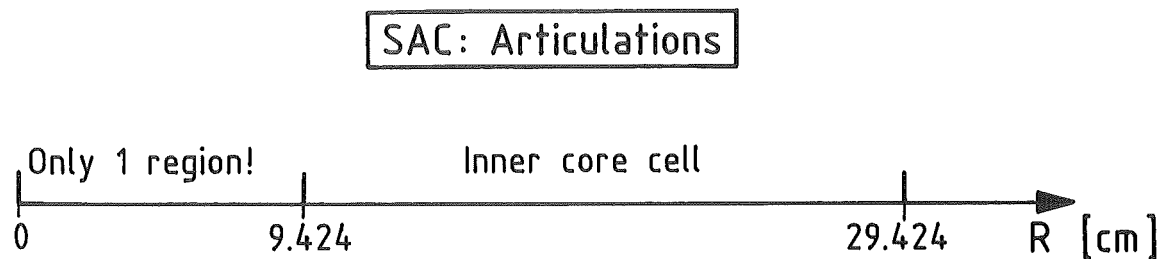 SAC: Articulations
Only 1 region! Inner core cell
0 9.424 29.424 R [cm]